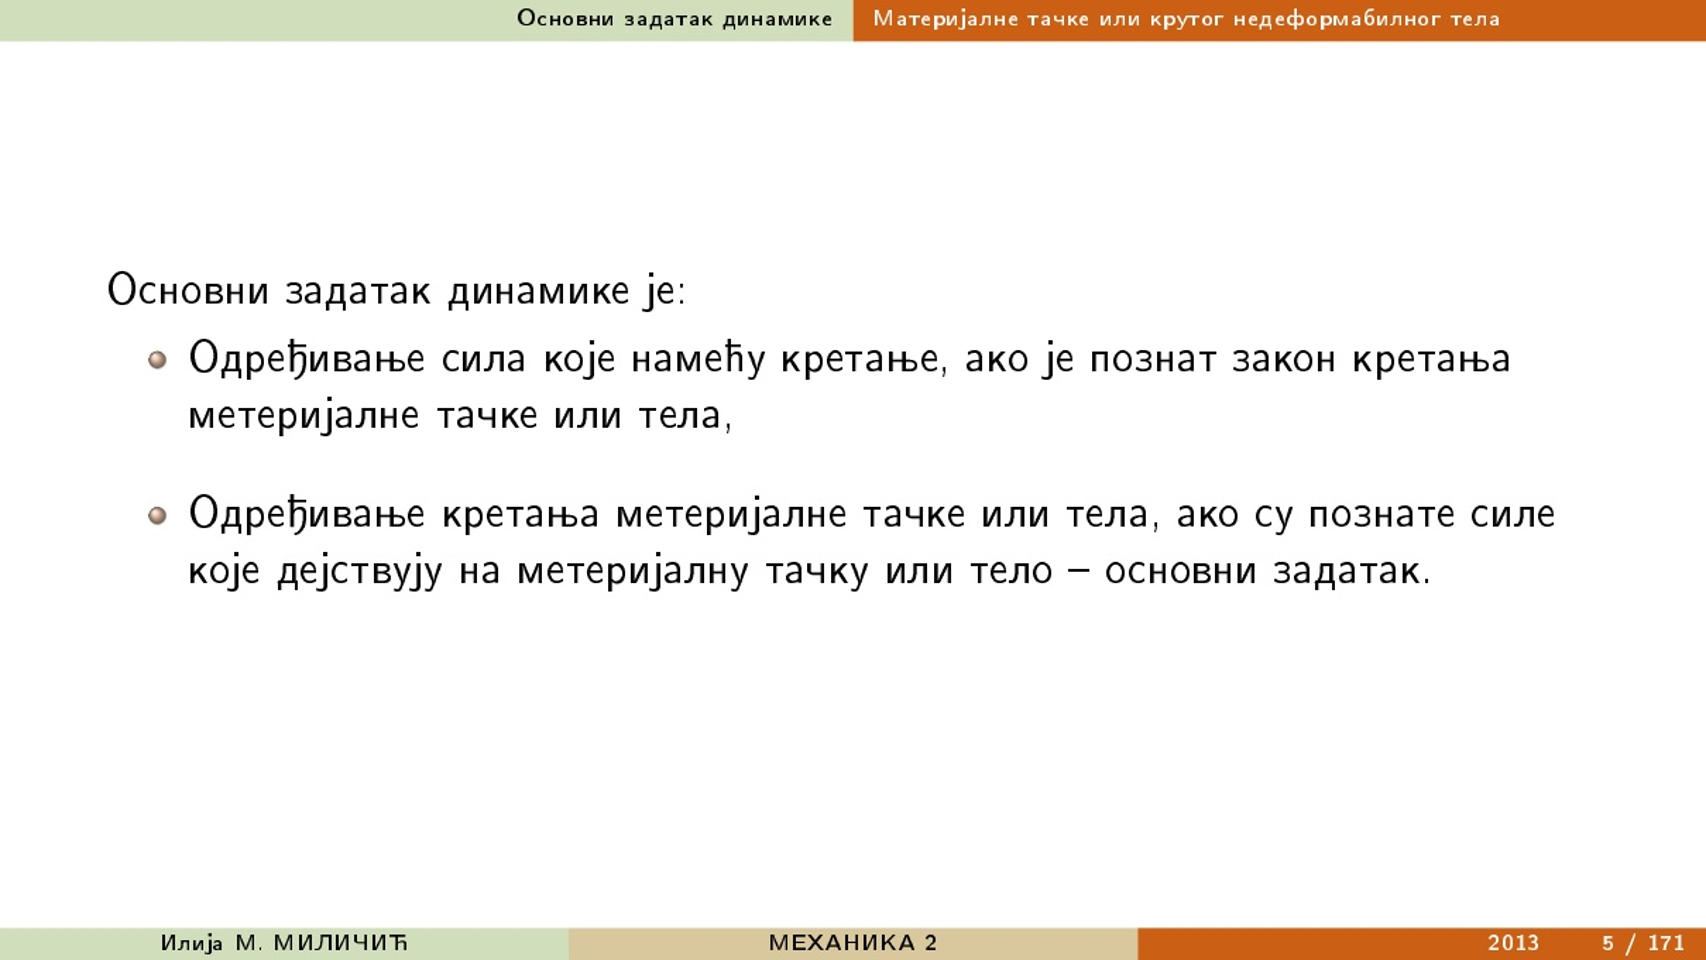 Основни задатак динамике
Материјалне тачке или крутог недеформабилног тела
Основни задатак динамике је:
Одређивање сила које намећу кретање, ако је познат закон кретања
метеријалне тачке или тела,
Одређивање кретања метеријалне тачке или тела, ако су познате силе
које дејствују на метеријалну тачку или тело – основни задатак.
Илија М. МИЛИЧИЋ
МЕХАНИКА 2
2013 5 / 171